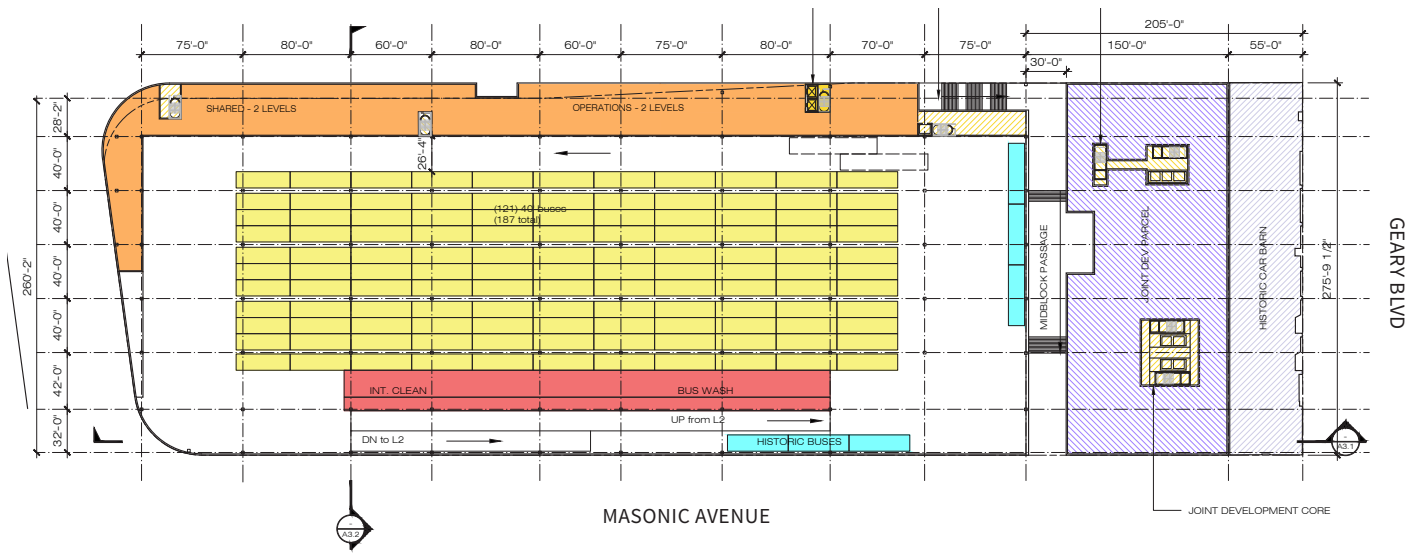 205'-0"
75'-0"
80'-0"
60'-0"
80'-0"
60'-0"
75'-0"
80'-0"
70'-0"
75'-0"
150'-0"
55'-0"
30'-0"
SHARED - 2 LEVELS
OPERATIONS - 2 LEVELS
28'-2"
40'-0"
40'-0"
40'-0"
40'-0"
40'-0"
42'-0"
32'-0"
260'-2"
26'-4"
(121) 40' buses
(187 total)
MIDBLOCK PASSAGE
JOINT DEV. PARCEL
HISTORIC CAR BARN
275'-9 1/2"
GEARY BLVD
INT. CLEAN
BUS WASH
UP from L2
DN to L2
HISTORIC BUSES
-
A3.1
-
A3.2
MASONIC AVENUE
JOINT DEVELOPMENT CORE